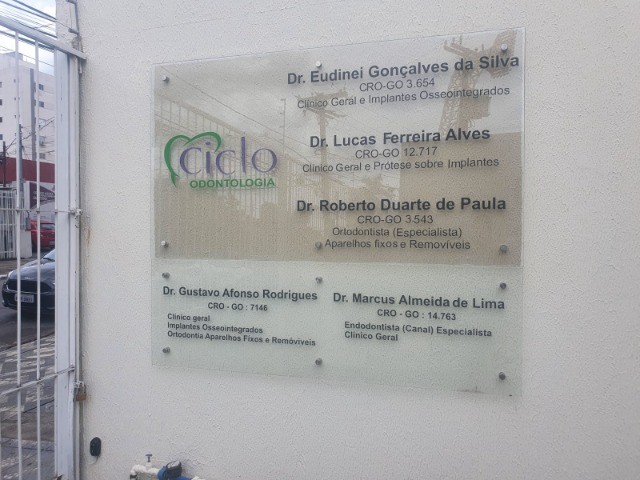 Dr. Eudinei Gonçalves da Silva
CRO-GO 3.654
Clínico Geral e Implantes Osseointegrados
ciclo
ODONTOLOGIA
Dr. Lucas Ferreira Alves
CRO-GO 12.717
Clínico Geral e Prótese sobre Implantes
Dr. Roberto Duarte de Paula
CRO-GO 3.543
Ortodontista (Especialista)
Aparelhos fixos e Removíveis
Dr. Gustavo Afonso Rodrigues
CRO - GO : 7146
Clínico geral
Implantes Osseointegrados
Ortodontia Aparelhos Fixos e Remóviveis
Dr. Marcus Almeida de Lima
CRO - GO : 14.763
Endodontista (Canal) Especialista
Clínico Geral